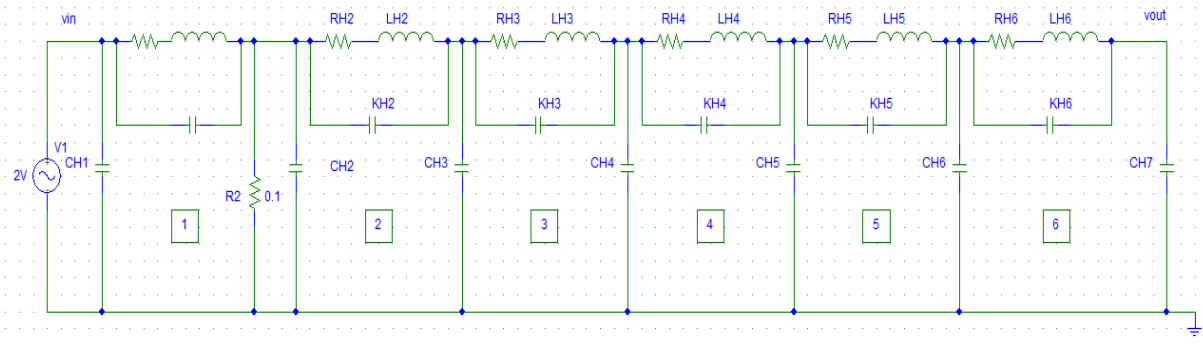 vin RH2 LH2 RH3 LH3 RH4 LH4 RH5 LH5 RH6 LH6 vout
KH2 KH3 KH4 KH5 KH6
V1
2V CH1 CH2 CH3 CH4 CH5 CH6 CH7
R2 0.1
1 2 3 4 5 6